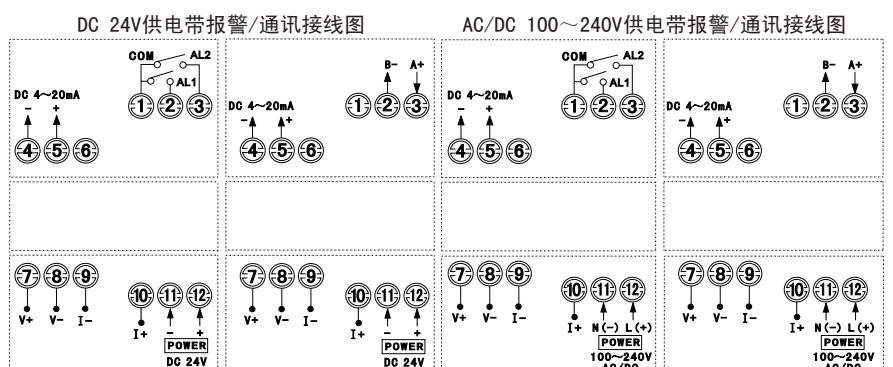 DC 24V供电带报警/通讯接线图
AC/DC 100～240V供电带报警/通讯接线图
COM AL2
AL1
DC 4～20mA
- +
1 2 3
4 5 6
B- A+
DC 4～20mA
- +
1 2 3
4 5 6
COM AL2
AL1
DC 4～20mA
- +
1 2 3
4 5 6
B- A+
DC 4～20mA
- +
1 2 3
4 5 6
7 8 9
10 11 12
V+ V- I-
I+ - +
POWER
DC 24V
7 8 9
10 11 12
V+ V- I-
I+ - +
POWER
DC 24V
7 8 9
10 11 12
V+ V- I-
I+ N(-) L(+)
POWER
100～240V
AC/DC
7 8 9
10 11 12
V+ V- I-
I+ N(-) L(+)
POWER
100～240V
AC/DC